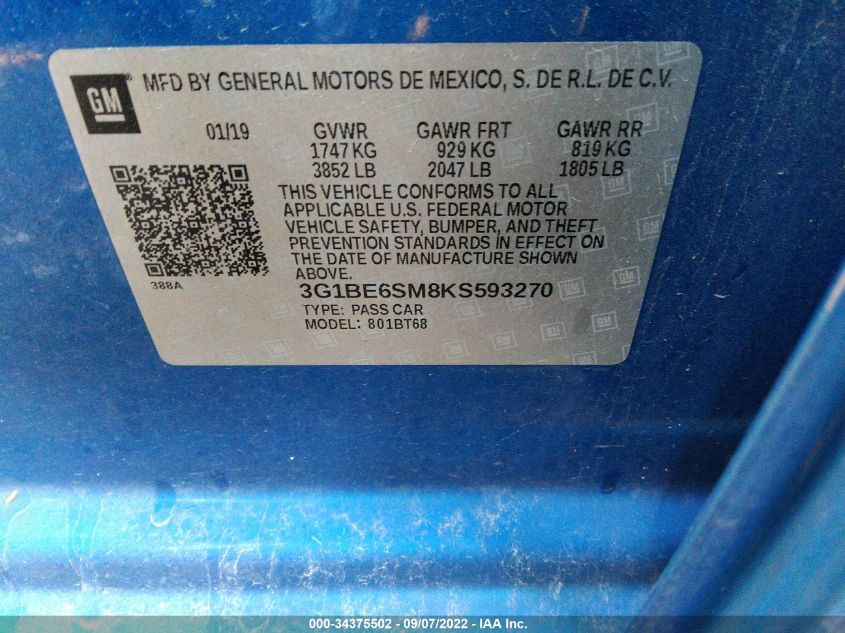 GM
MFD BY GENERAL MOTORS DE MEXICO, S. DE R.L. DE C.V.
01/19 GVWR GAWR FRT GAWR RR
1747 KG 929 KG 819 KG
3852 LB 2047 LB 1805 LB
THIS VEHICLE CONFORMS TO ALL
APPLICABLE U.S. FEDERAL MOTOR
VEHICLE SAFETY, BUMPER, AND THEFT
PREVENTION STANDARDS IN EFFECT ON
THE DATE OF MANUFACTURE SHOWN
ABOVE.
388A
3G1BE6SM8KS593270
TYPE: PASS CAR
MODEL: 801BT68
000-34375502 - 09/07/2022 - IAA Inc.